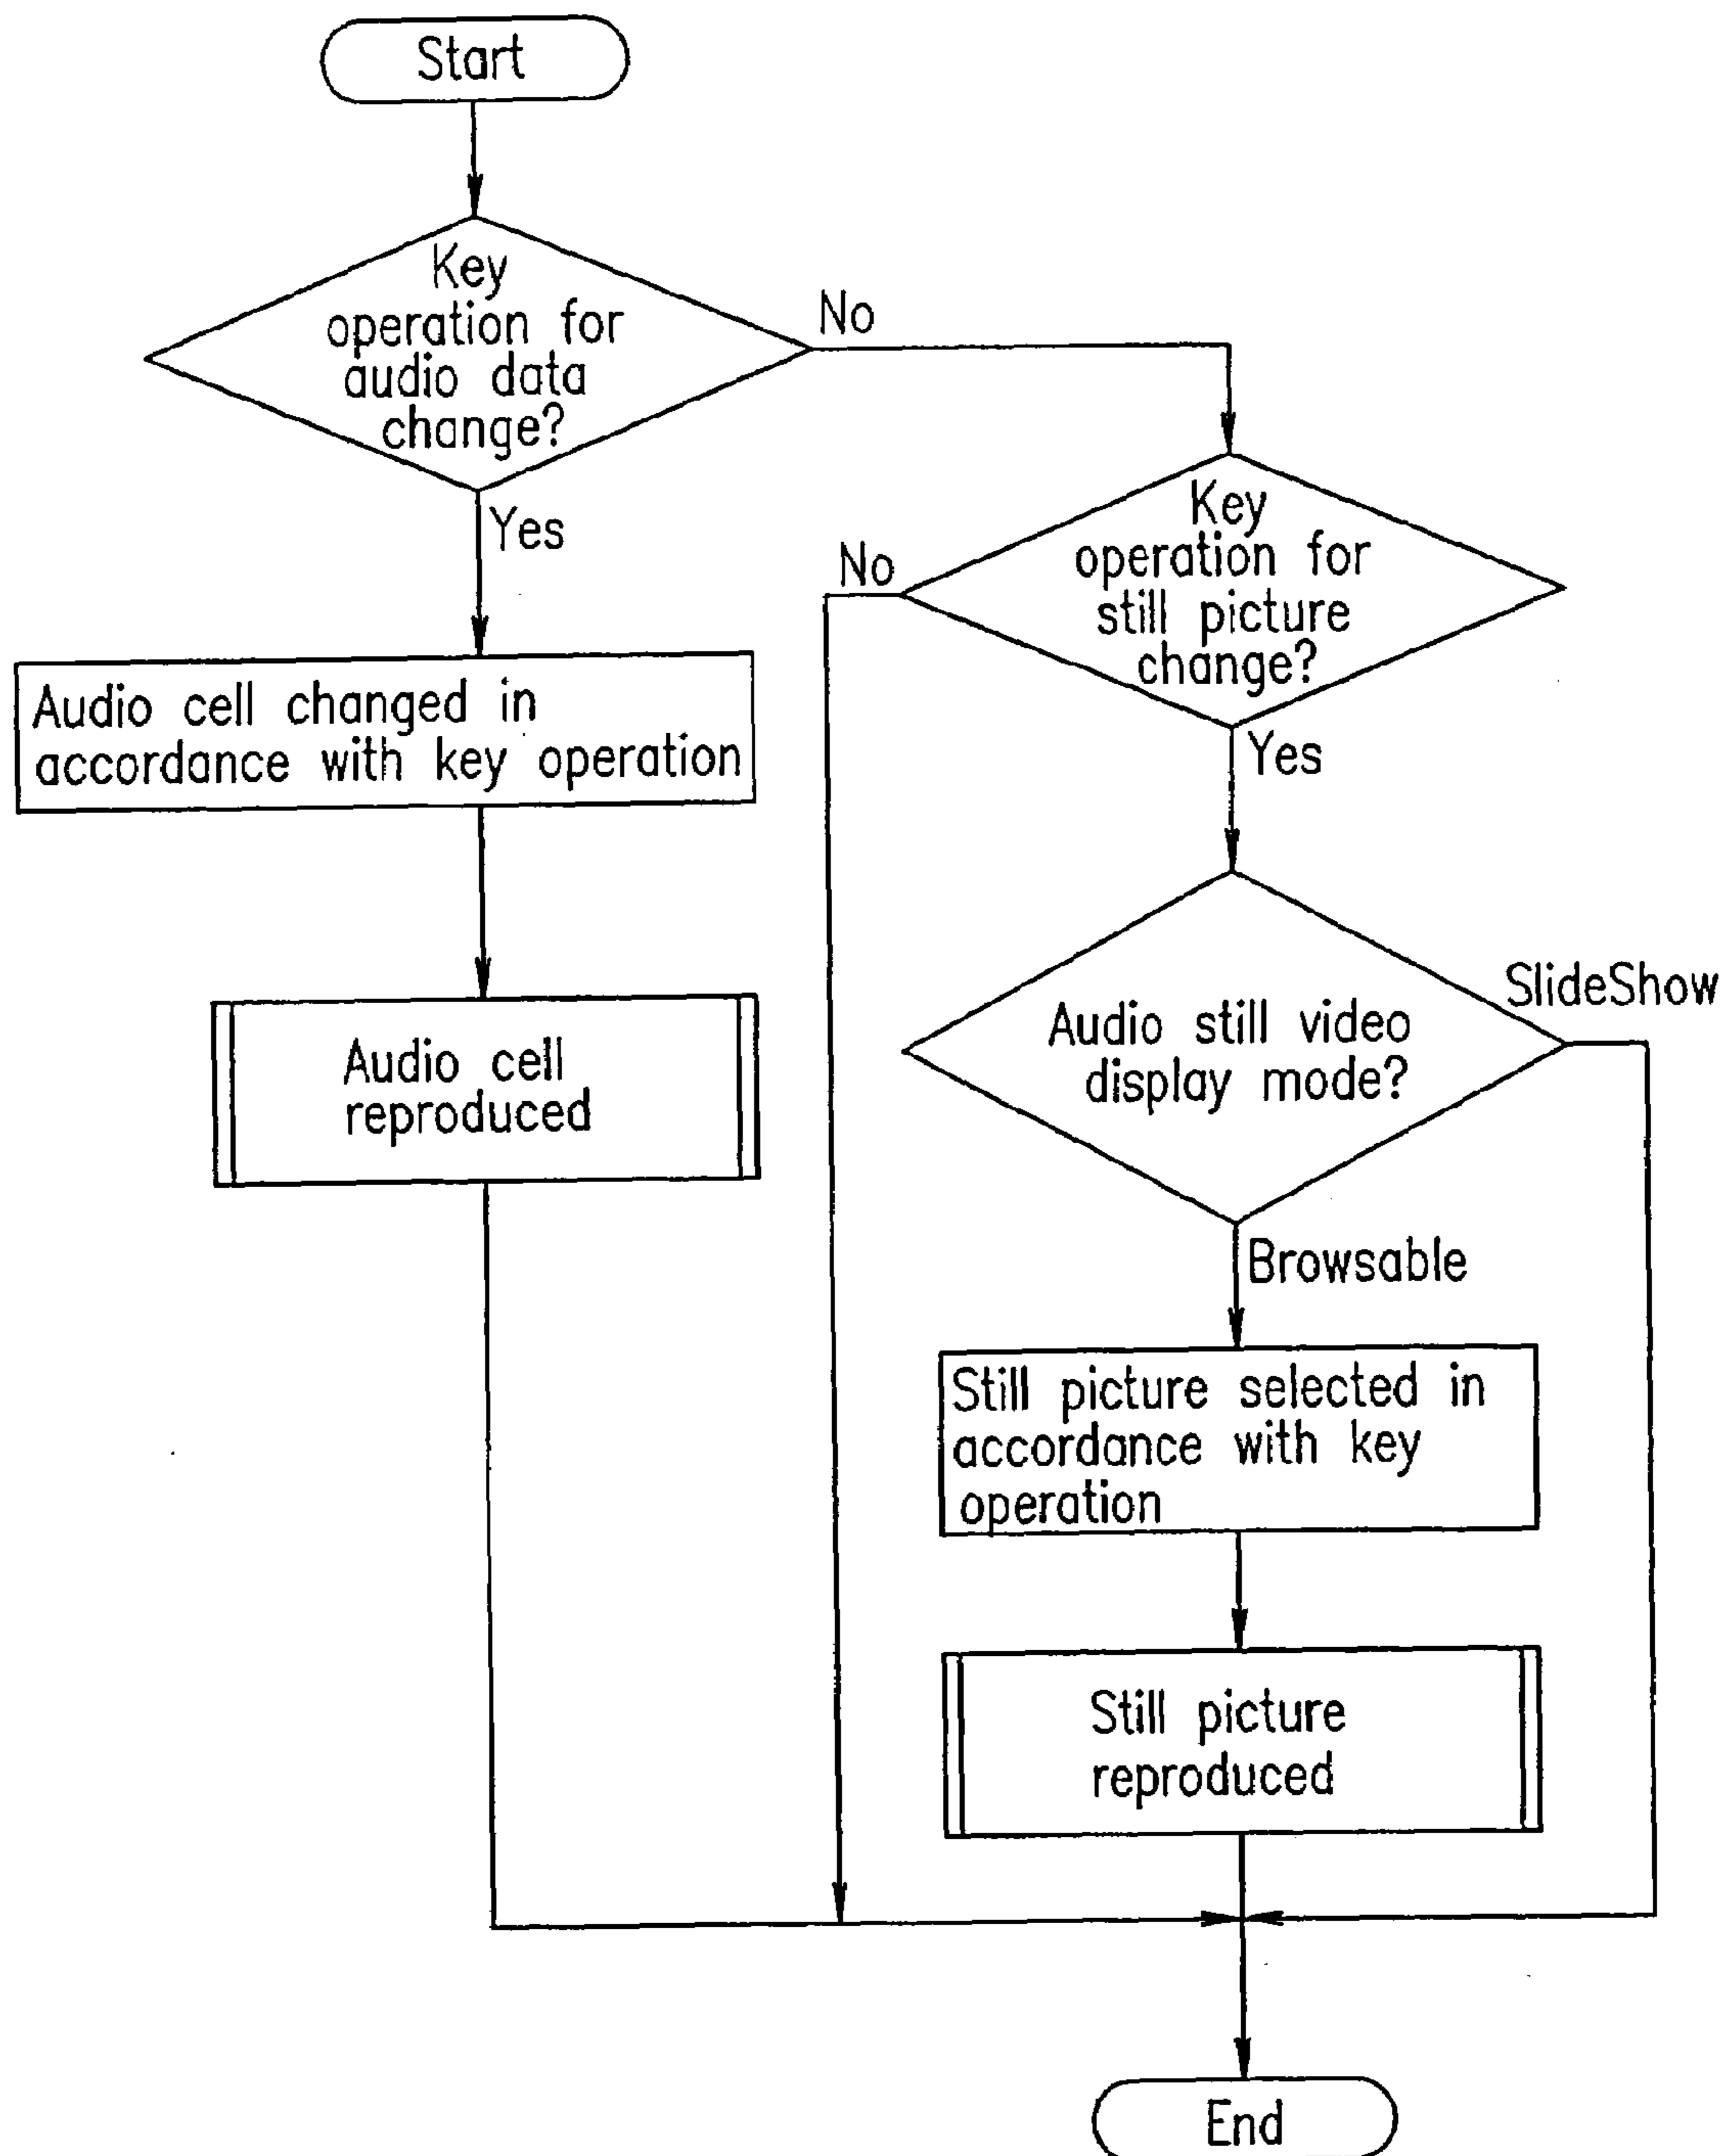 Start
Key
operation for
audio data
change?
No
Yes
Key
operation for
still picture
change?
No
Yes
Audio cell changed in
accordance with key operation
Audio cell
reproduced
Audio still video
display mode?
SlideShow
Browsable
Still picture selected in
accordance with key
operation
Still picture
reproduced
End